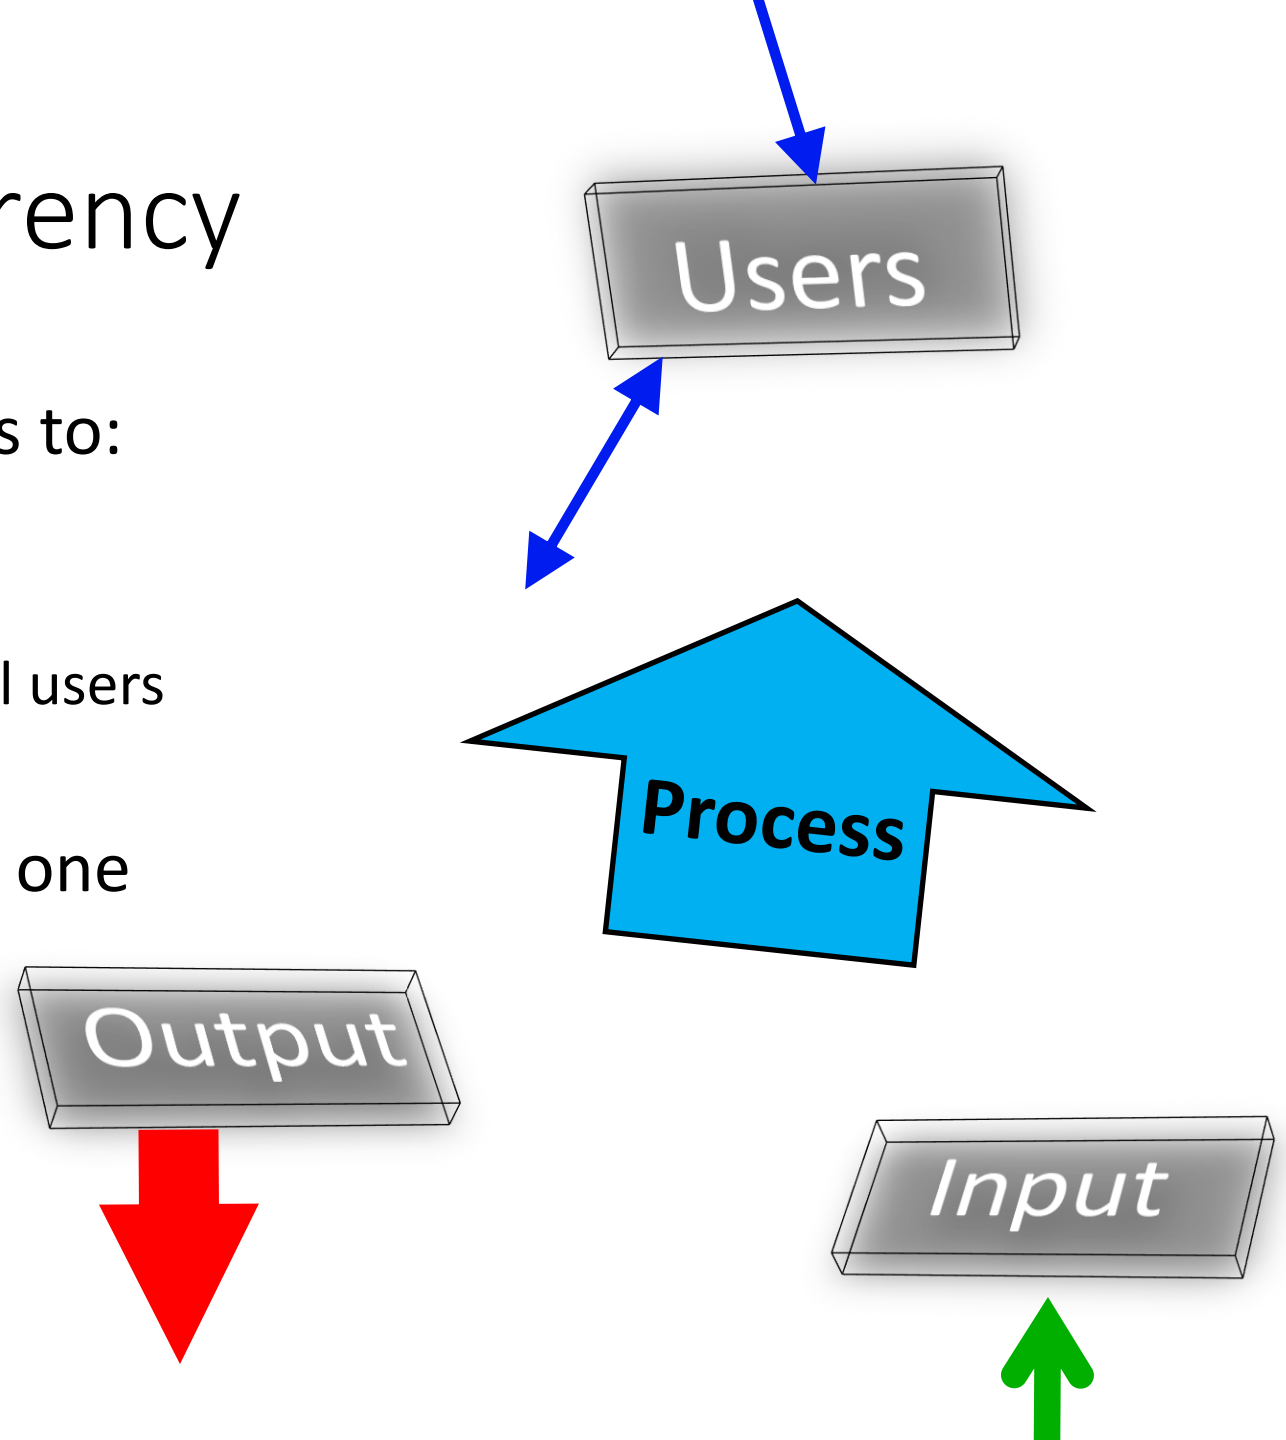 rency
Users
s to:
l users
Process
one
Output
Input